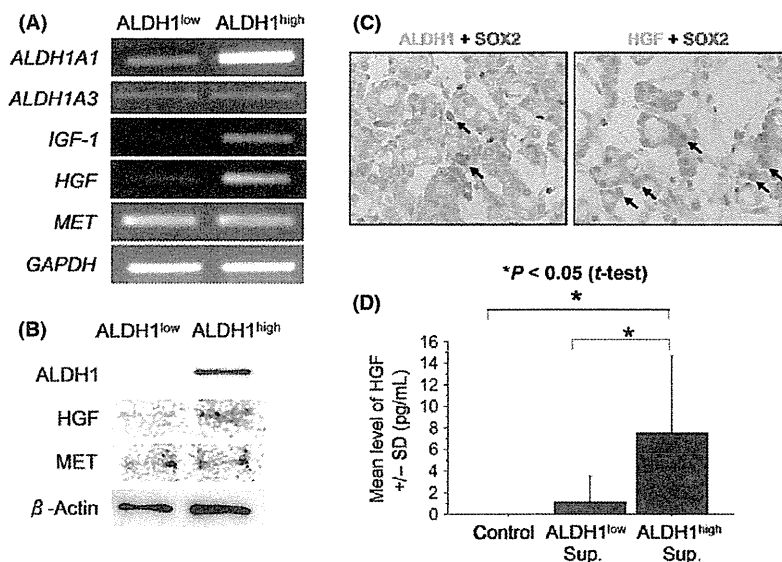 (A)
ALDH1low ALDH1high
ALDH1A1
ALDH1A3
IGF-1
HGF
MET
GAPDH
(B)
ALDH1low ALDH1high
ALDH1
HGF
MET
β-Actin
(C)
ALDH1 + SOX2
HGF + SOX2
*P < 0.05 (t-test)
(D)
*
*
Mean level of HGF
+/– SD (pg/mL)
16
14
12
10
8
6
4
2
0
Control
ALDH1low
Sup.
ALDH1high
Sup.